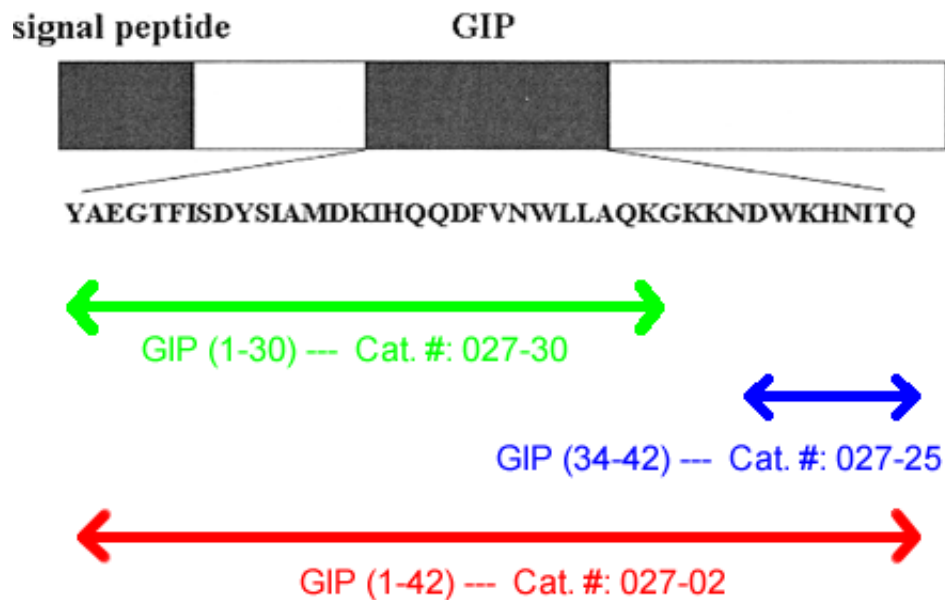 signal peptide GIP
YAEGTFISDYSIAMDKIHQQDFVNWLLAQKGKKNDWKHNITQ
GIP (1-30) --- Cat. #: 027-30
GIP (34-42) --- Cat. #: 027-25
GIP (1-42) --- Cat. #: 027-02